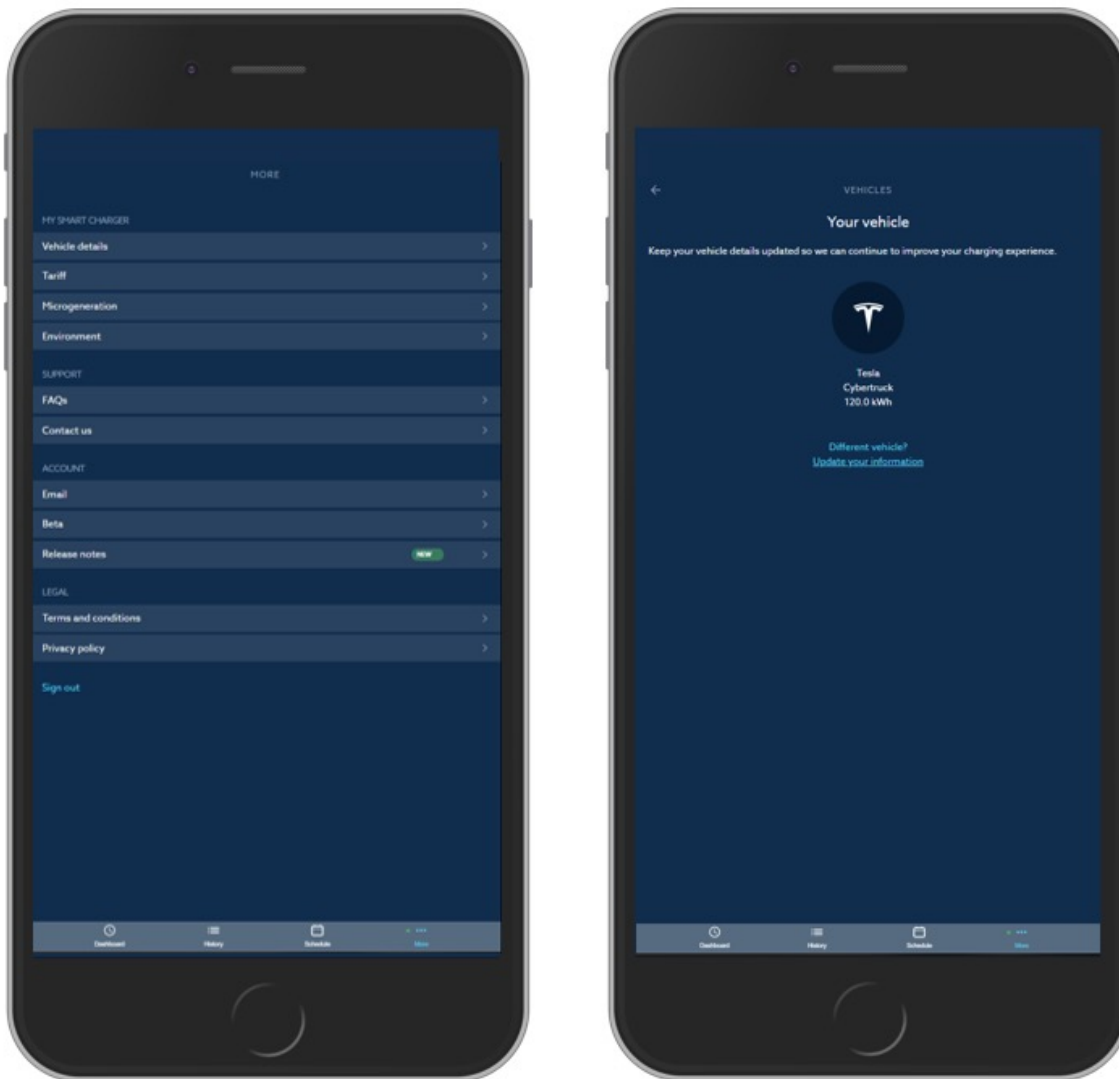 MORE
MY SMART CHARGER
Vehicle details
Tariff
Microgeneration
Environment
SUPPORT
FAQs
Contact us
ACCOUNT
Email
Beta
Release notes NEW
LEGAL
Terms and conditions
Privacy policy
Sign out
Dashboard History Schedule More
VEHICLES
Your vehicle
Keep your vehicle details updated so we can continue to improve your charging experience.
Tesla
Cybertruck
120.0 kWh
Different vehicle?
Update your information
Dashboard History Schedule More